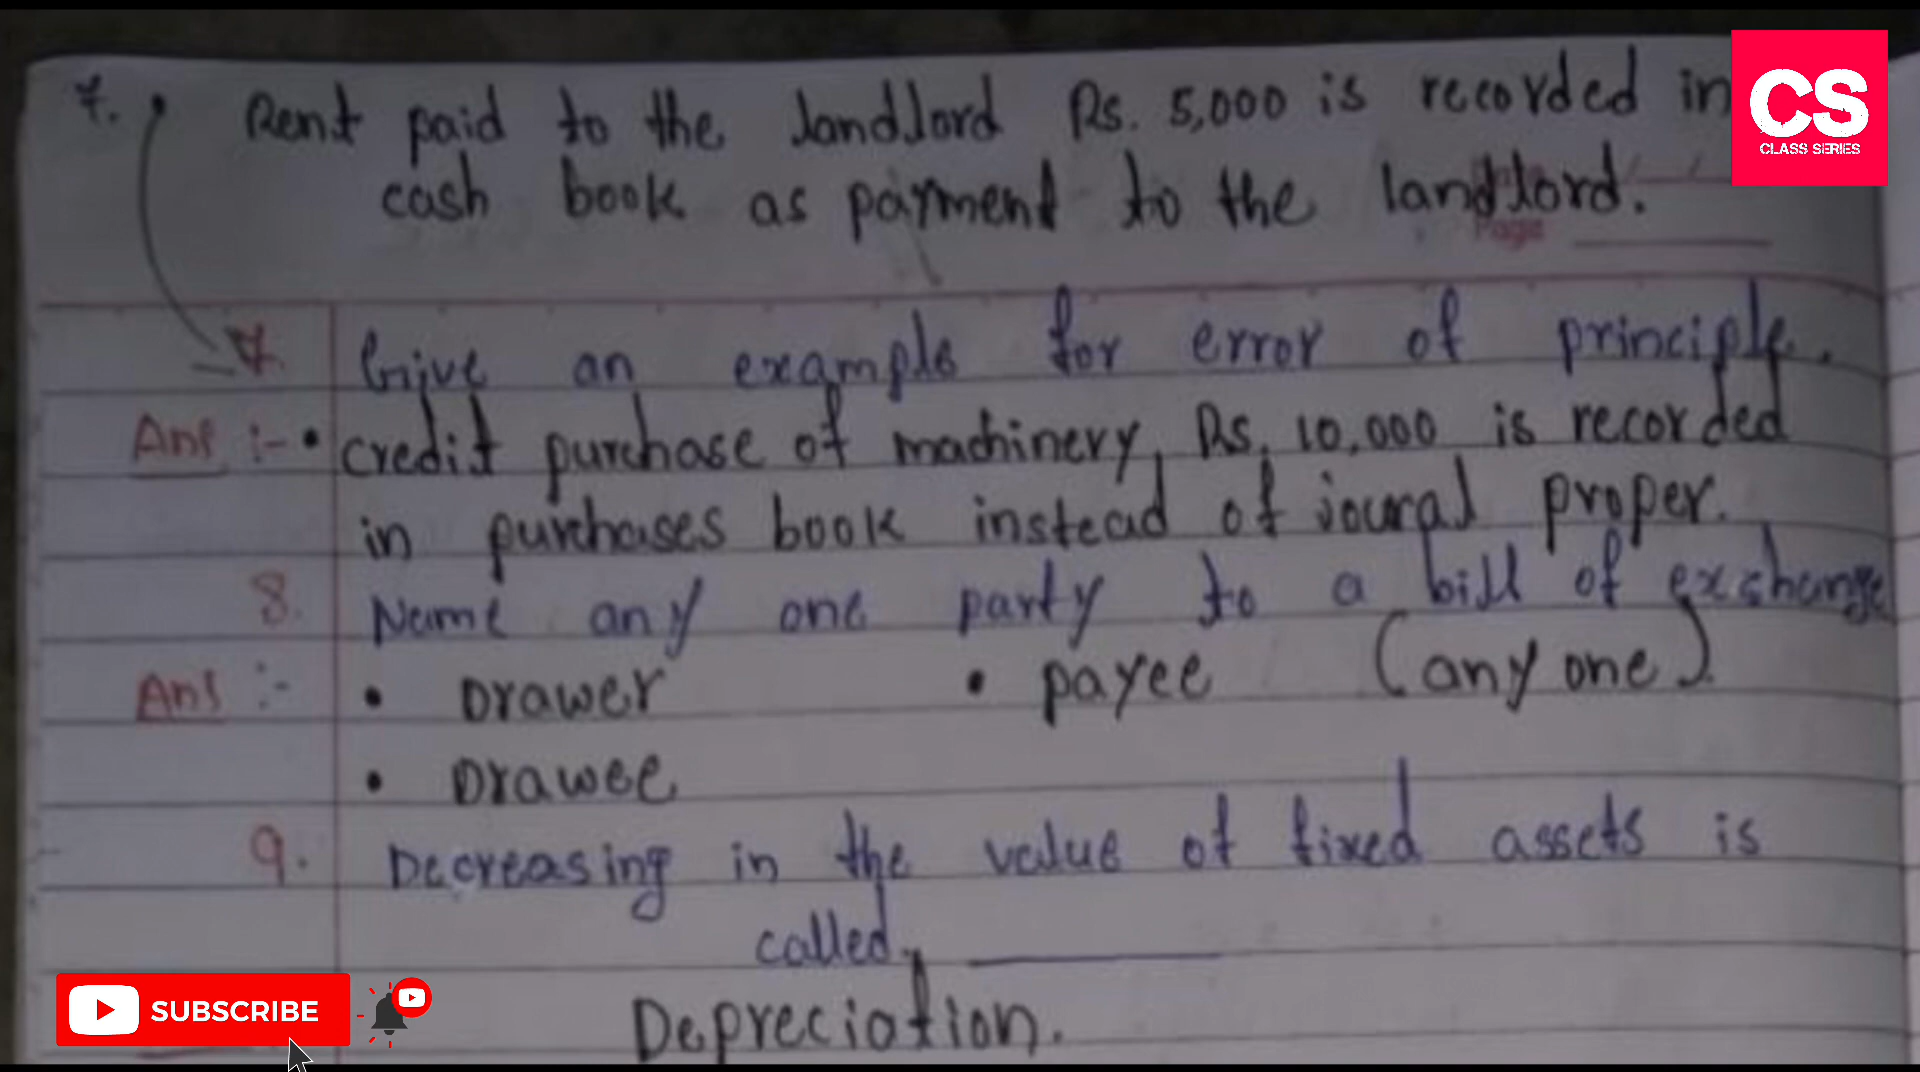 7. • Rent paid to the landlord Rs. 5,000 is recorded in
cash book as payment to the landlord.
CS
CLASS SERIES
Page
7. Give an example for error of principle.
Ans :- • credit purchase of machinery, Rs. 10,000 is recorded
in purchases book instead of joural proper.
8. Name any one party to a bill of exchange
Ans :- • Drawer • payee (any one).
• Drawee
9. Decreasing in the value of fixed assets is
called
Depreciation.
SUBSCRIBE